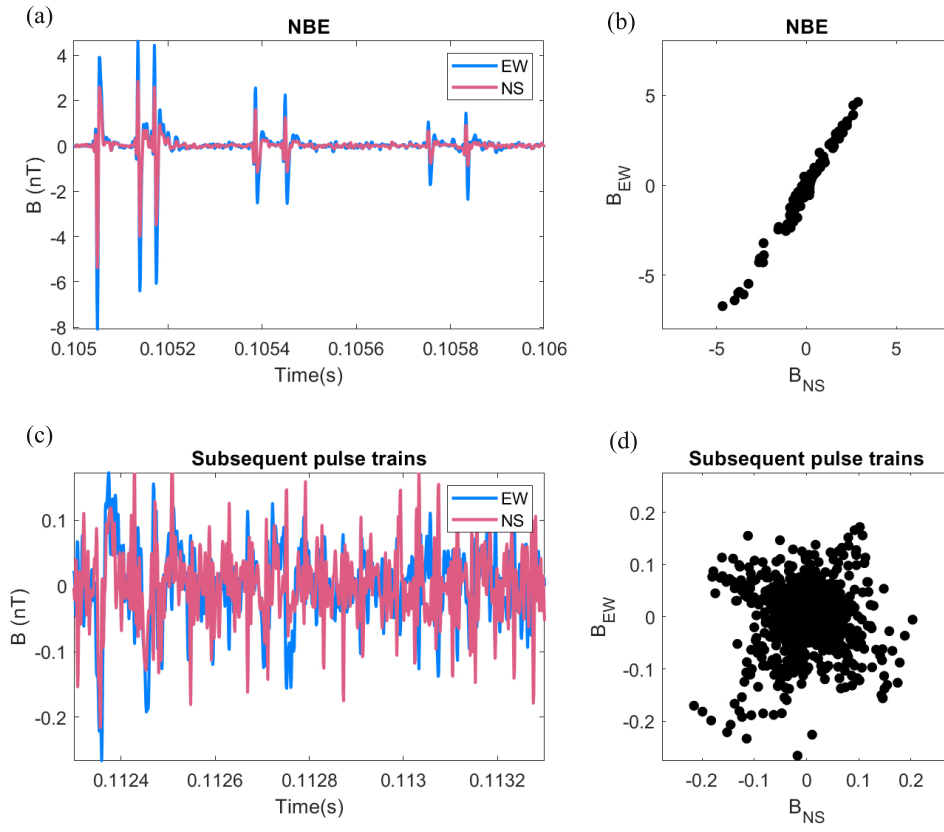 (a)
NBE
B (nT)
4
2
0
-2
-4
-6
-8
EW
NS
0.105
0.1052
0.1054
0.1056
0.1058
0.106
Time(s)
(b)
NBE
B_EW
5
0
-5
-5
0
5
B_NS
(c)
Subsequent pulse trains
B (nT)
0.1
0
-0.1
-0.2
EW
NS
0.1124
0.1126
0.1128
0.113
0.1132
Time(s)
(d)
Subsequent pulse trains
B_EW
0.2
0.1
0
-0.1
-0.2
-0.2
-0.1
0
0.1
0.2
B_NS